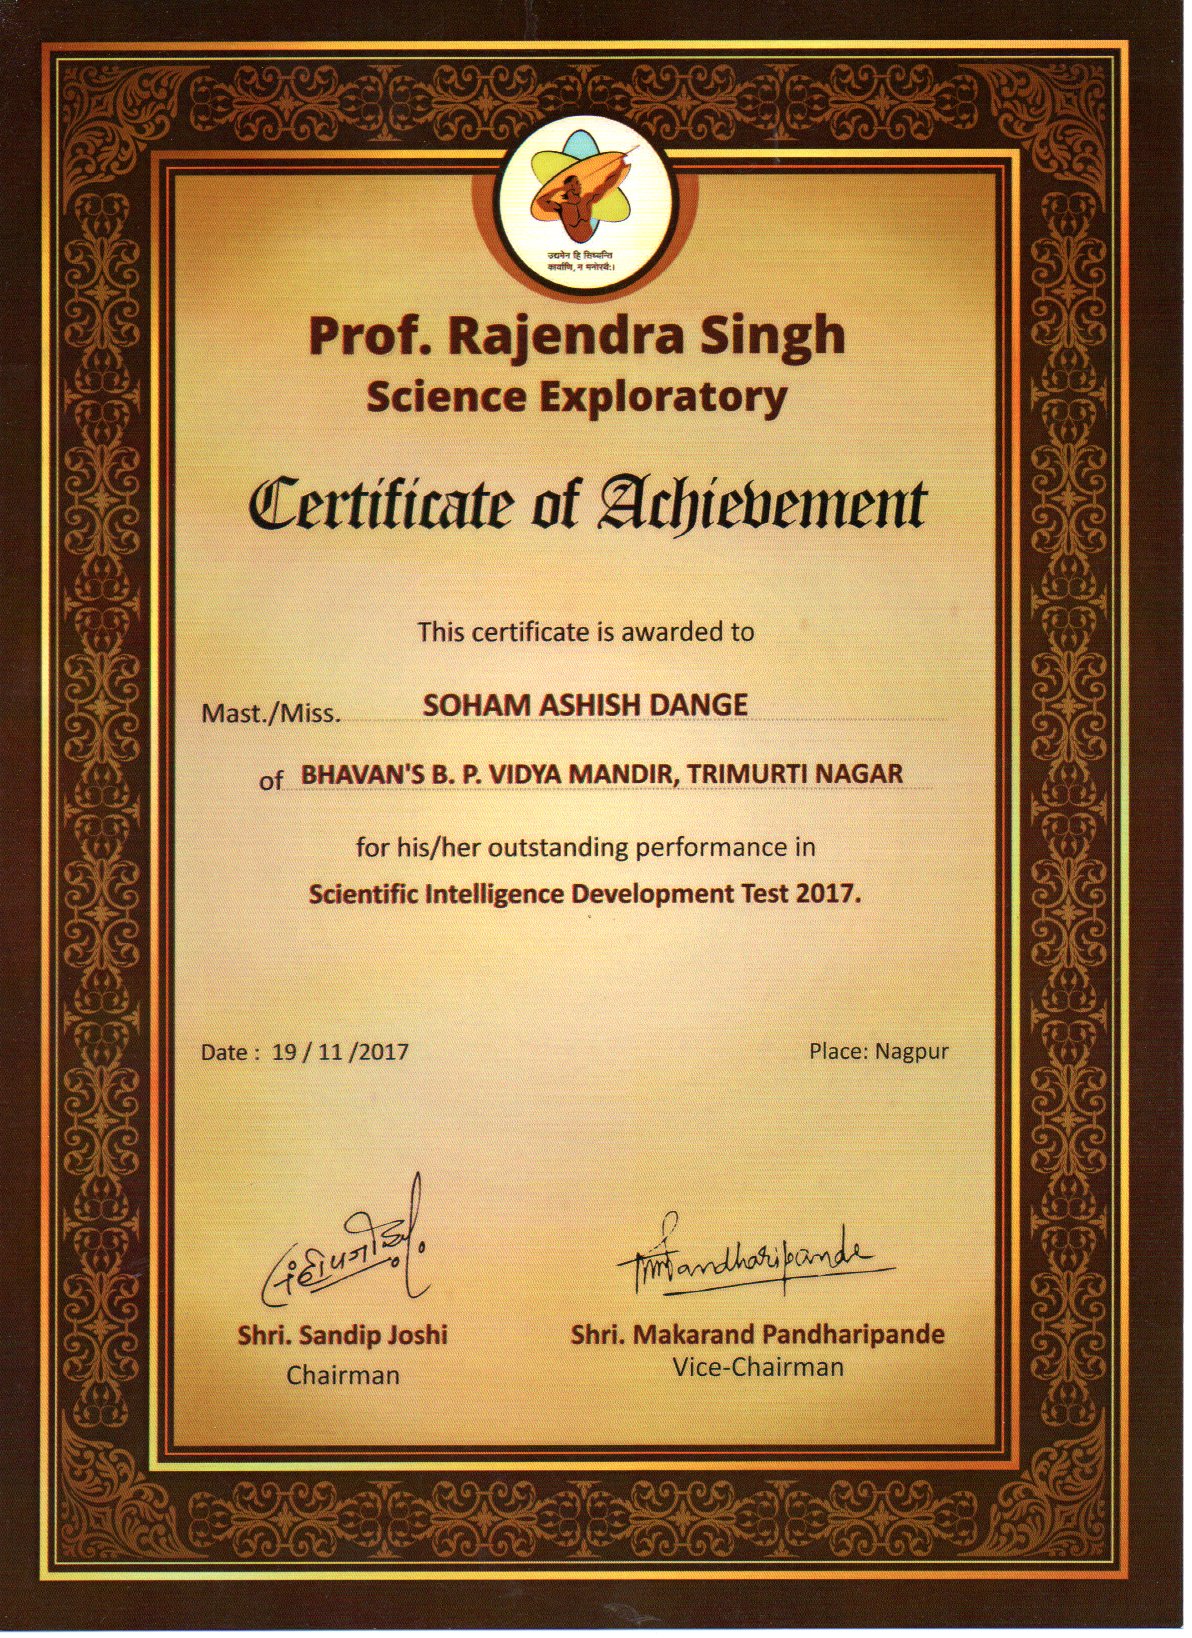 उद्यमेन हि सिध्यन्ति
कार्याणि, न मनोरथैः।
Prof. Rajendra Singh
Science Exploratory
Certificate of Achievement
This certificate is awarded to
Mast./Miss. SOHAM ASHISH DANGE
of BHAVAN'S B. P. VIDYA MANDIR, TRIMURTI NAGAR
for his/her outstanding performance in
Scientific Intelligence Development Test 2017.
Date : 19 / 11 /2017 Place: Nagpur
Pandharipande
Shri. Sandip Joshi Shri. Makarand Pandharipande
Chairman Vice-Chairman